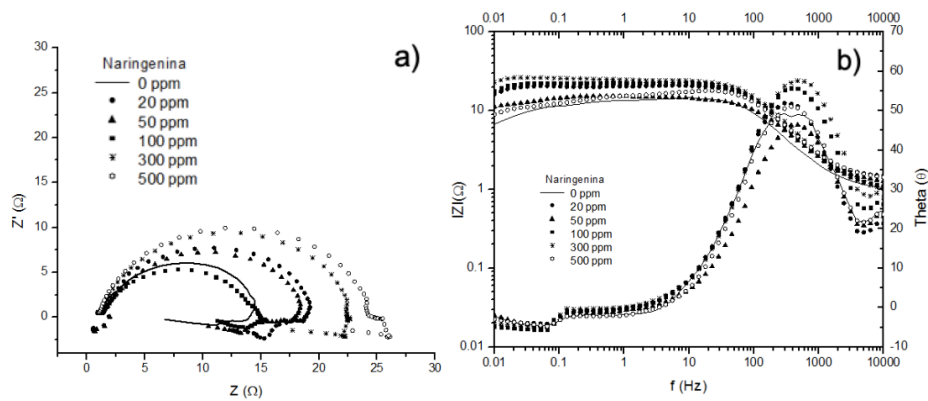 a)
30
25
20
15
10
5
0
Z' (Ω)
Naringenina
0 ppm
20 ppm
50 ppm
100 ppm
300 ppm
500 ppm
0 5 10 15 20 25 30
Z (Ω)
b)
0.01 0.1 1 10 100 1000 10000
100
10
1
0.1
0.01
|Z|(Ω)
70
60
50
40
30
20
10
0
-10
Theta (θ)
Naringenina
0 ppm
20 ppm
50 ppm
100 ppm
300 ppm
500 ppm
0.01 0.1 1 10 100 1000 10000
f (Hz)